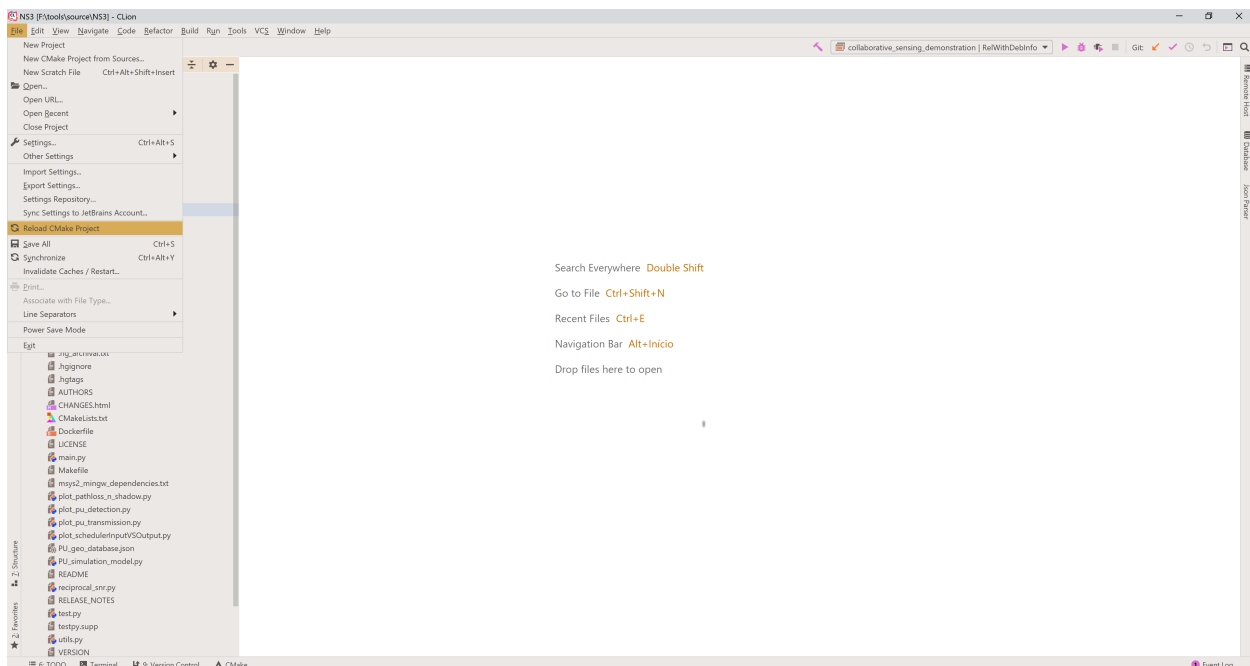 NS3 [F:\tools\source\NS3] - CLion
File Edit View Navigate Code Refactor Build Run Tools VCS Window Help
collaborative_sensing_demonstration | RelWithDebInfo
Git:
New Project
New CMake Project from Sources...
New Scratch File Ctrl+Alt+Shift+Insert
Open...
Open URL...
Open Recent
Close Project
Settings... Ctrl+Alt+S
Other Settings
Import Settings...
Export Settings...
Settings Repository...
Sync Settings to JetBrains Account...
Reload CMake Project
Save All Ctrl+S
Synchronize Ctrl+Alt+Y
Invalidate Caches / Restart...
Print...
Associate with File Type...
Line Separators
Power Save Mode
Exit
.hg_archival.txt
.hgignore
.hgtags
AUTHORS
CHANGES.html
CMakeLists.txt
Dockerfile
LICENSE
main.py
Makefile
msys2_mingw_dependencies.txt
plot_pathloss_n_shadow.py
plot_pu_detection.py
plot_pu_transmission.py
plot_schedulerInputVSOutput.py
PU_geo_database.json
PU_simulation_model.py
README
reciprocal_snr.py
RELEASE_NOTES
test.py
testpy.supp
utils.py
VERSION
Z: Structure
2: Favorites
Search Everywhere Double Shift
Go to File Ctrl+Shift+N
Recent Files Ctrl+E
Navigation Bar Alt+Início
Drop files here to open
Remote Host
Database
Json Parser
6: TODO Terminal 9: Version Control CMake
1 Event Log